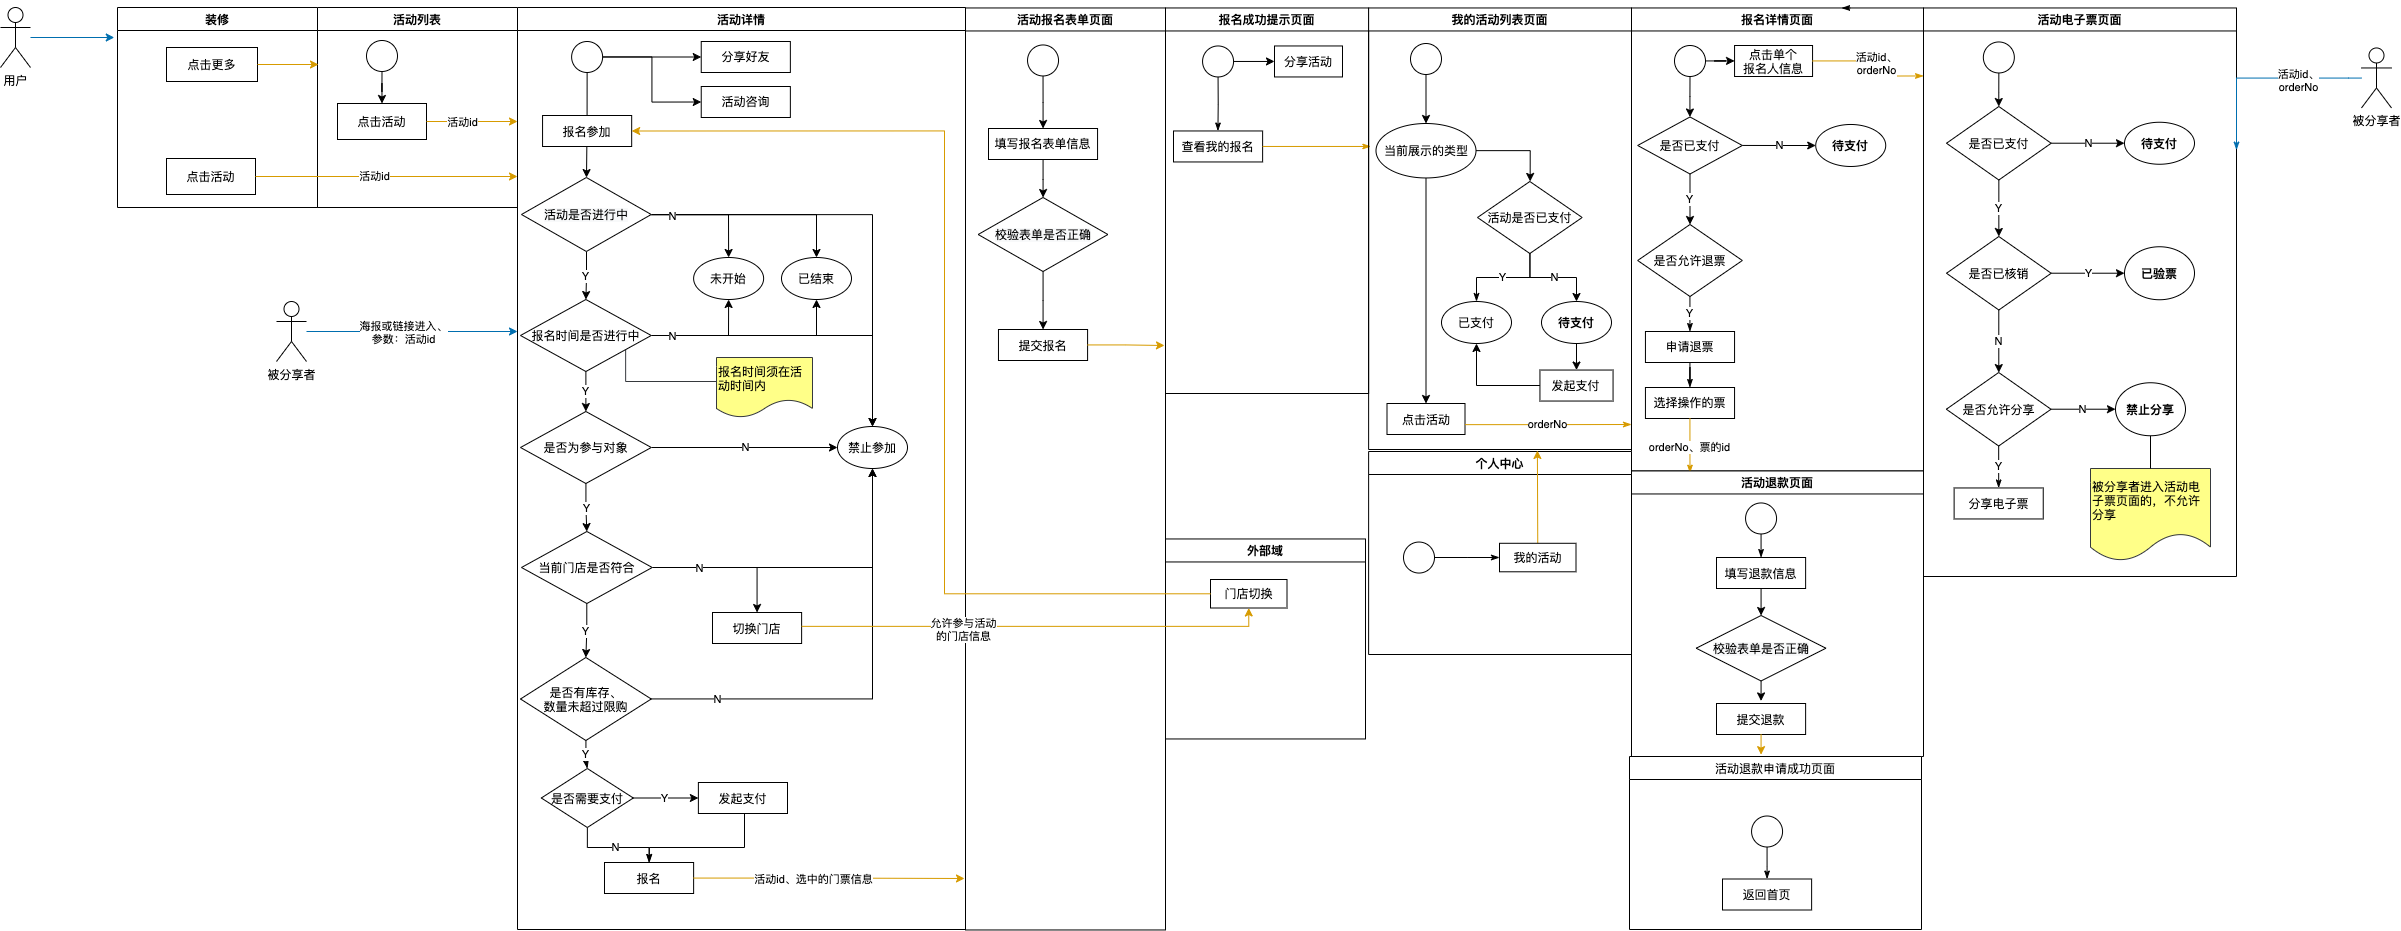 用户
装修
点击更多
点击活动
活动id
活动列表
点击活动
活动id
被分享者
海报或链接进入、
参数：活动id
活动详情
分享好友
活动咨询
报名参加
活动是否进行中
N
未开始
已结束
Y
报名时间是否进行中
N
报名时间须在活
动时间内
Y
是否为参与对象
N
禁止参加
Y
当前门店是否符合
N
切换门店
允许参与活动
的门店信息
Y
是否有库存、
数量未超过限购
N
Y
是否需要支付
Y
发起支付
N
报名
活动id、选中的门票信息
活动报名表单页面
填写报名表单信息
校验表单是否正确
提交报名
报名成功提示页面
分享活动
查看我的报名
外部域
门店切换
我的活动列表页面
当前展示的类型
活动是否已支付
Y
N
已支付
待支付
发起支付
点击活动
orderNo
个人中心
我的活动
报名详情页面
点击单个
报名人信息
活动id、
orderNo
是否已支付
N
待支付
Y
是否允许退票
Y
申请退票
选择操作的票
orderNo、票的id
活动退款页面
填写退款信息
校验表单是否正确
提交退款
活动退款申请成功页面
返回首页
活动电子票页面
是否已支付
N
待支付
Y
是否已核销
Y
已验票
N
是否允许分享
N
禁止分享
Y
分享电子票
被分享者进入活动电
子票页面的，不允许
分享
活动id、
orderNo
被分享者